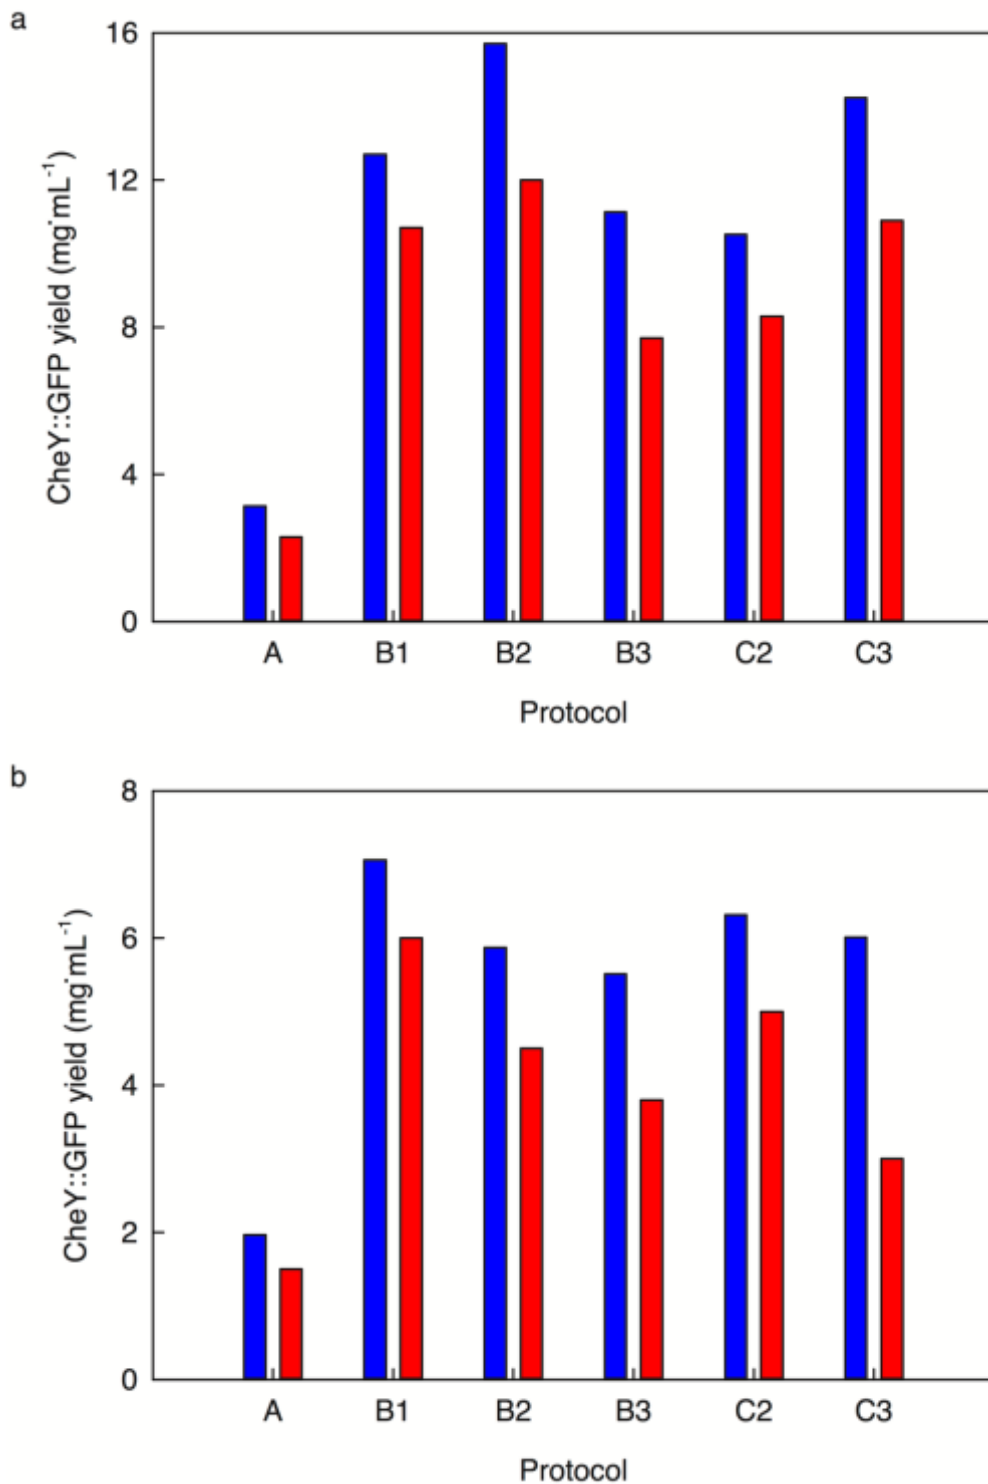 a
CheY::GFP yield (mg·mL⁻¹)
16
12
8
4
0
A B1 B2 B3 C2 C3
Protocol
b
CheY::GFP yield (mg·mL⁻¹)
8
6
4
2
0
A B1 B2 B3 C2 C3
Protocol